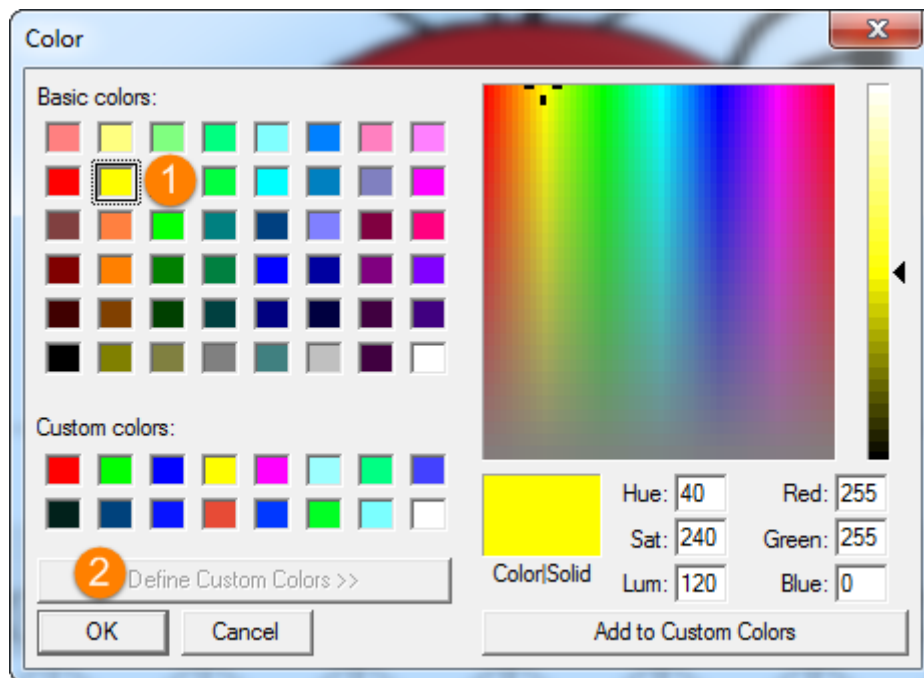 Color
Basic colors:
1
Custom colors:
2 Define Custom Colors >>
OK Cancel
Color|Solid
Hue: 40 Red: 255
Sat: 240 Green: 255
Lum: 120 Blue: 0
Add to Custom Colors